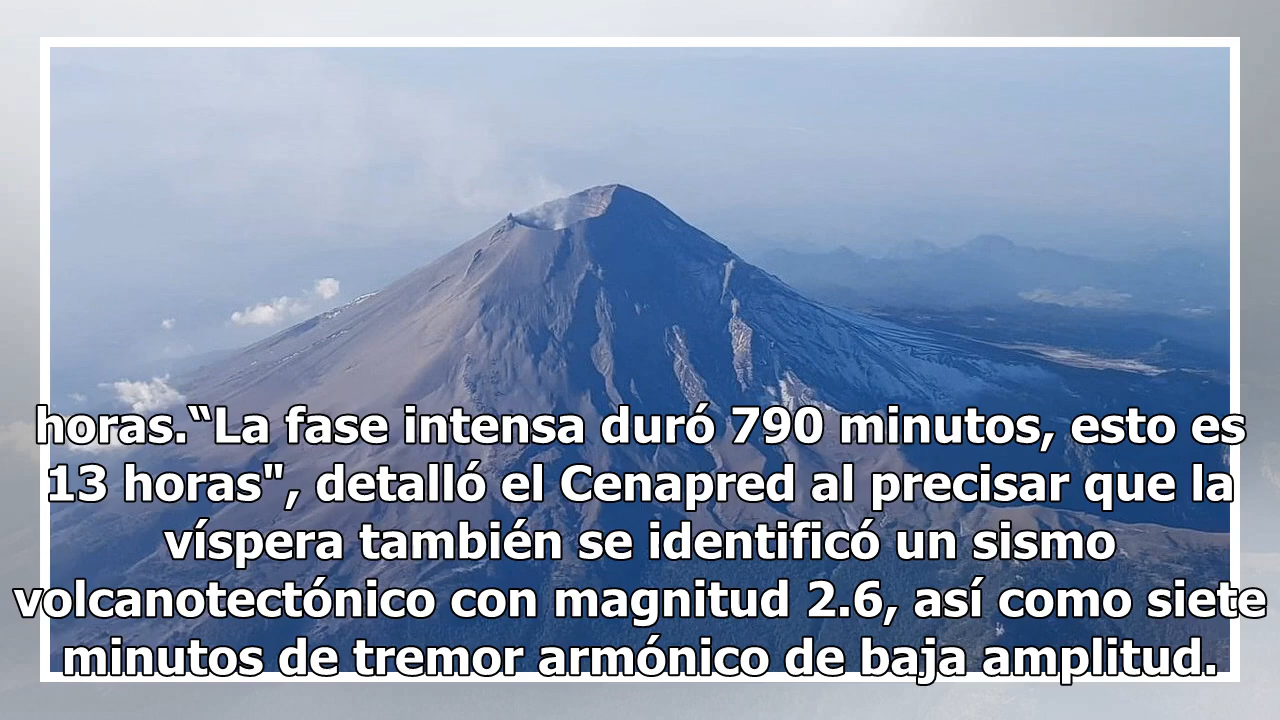 horas.“La fase intensa duró 790 minutos, esto es
13 horas", detalló el Cenapred al precisar que la
víspera también se identificó un sismo
volcanotectónico con magnitud 2.6, así como siete
minutos de tremor armónico de baja amplitud.